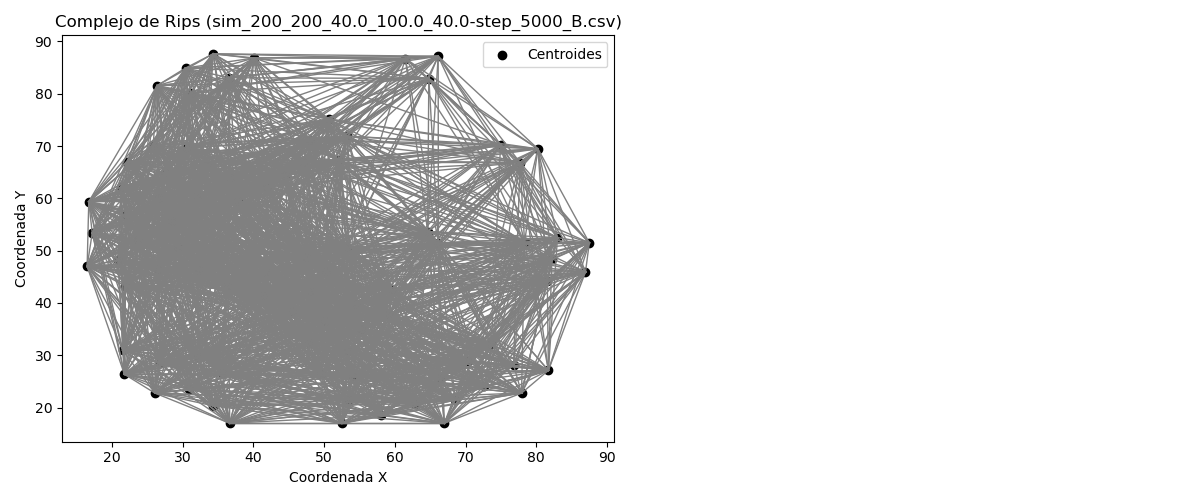 Complejo de Rips (sim_200_200_40.0_100.0_40.0-step_5000_B.csv)
Centroides
90
80
70
60
50
40
30
20
Coordenada Y
20 30 40 50 60 70 80 90
Coordenada X